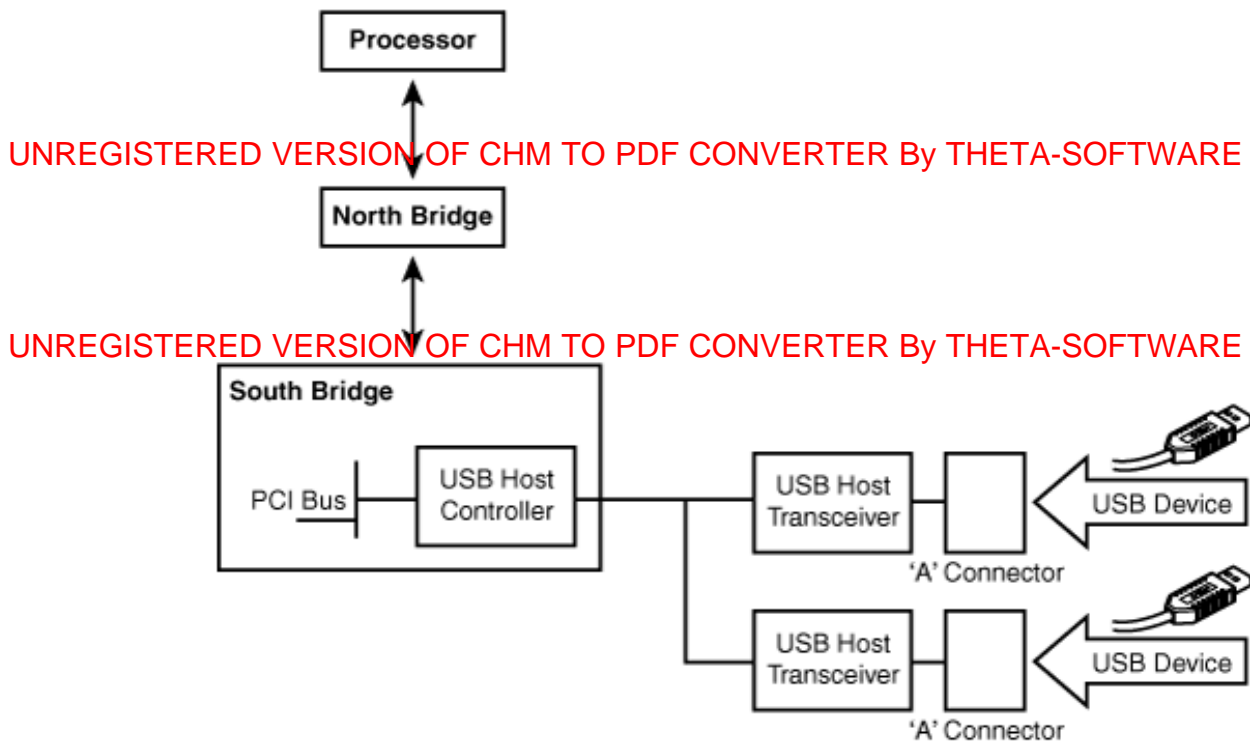 Processor
UNREGISTERED VERSION OF CHM TO PDF CONVERTER By THETA-SOFTWARE
North Bridge
UNREGISTERED VERSION OF CHM TO PDF CONVERTER By THETA-SOFTWARE
South Bridge
PCI Bus
USB Host
Controller
USB Host
Transceiver
'A' Connector
USB Device
USB Host
Transceiver
'A' Connector
USB Device